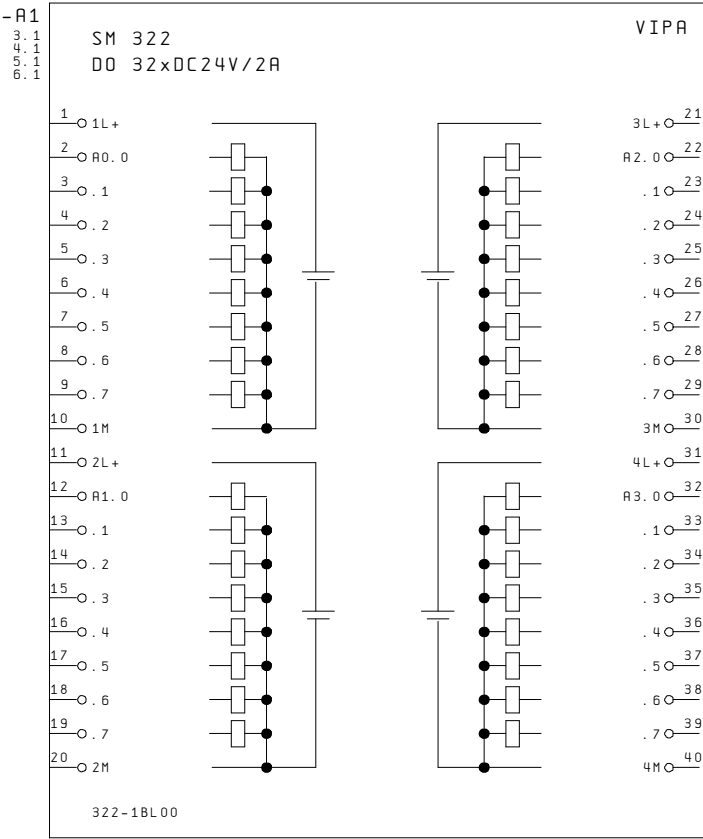 -A1
3.1
4.1
5.1
6.1
SM 322
DO 32xDC24V/2A
VIPA
1 1L+ 3L+ 21
2 A0.0 A2.0 22
3 .1 .1 23
4 .2 .2 24
5 .3 .3 25
6 .4 .4 26
7 .5 .5 27
8 .6 .6 28
9 .7 .7 29
10 1M 3M 30
11 2L+ 4L+ 31
12 A1.0 A3.0 32
13 .1 .1 33
14 .2 .2 34
15 .3 .3 35
16 .4 .4 36
17 .5 .5 37
18 .6 .6 38
19 .7 .7 39
20 2M 4M 40
322-1BL00